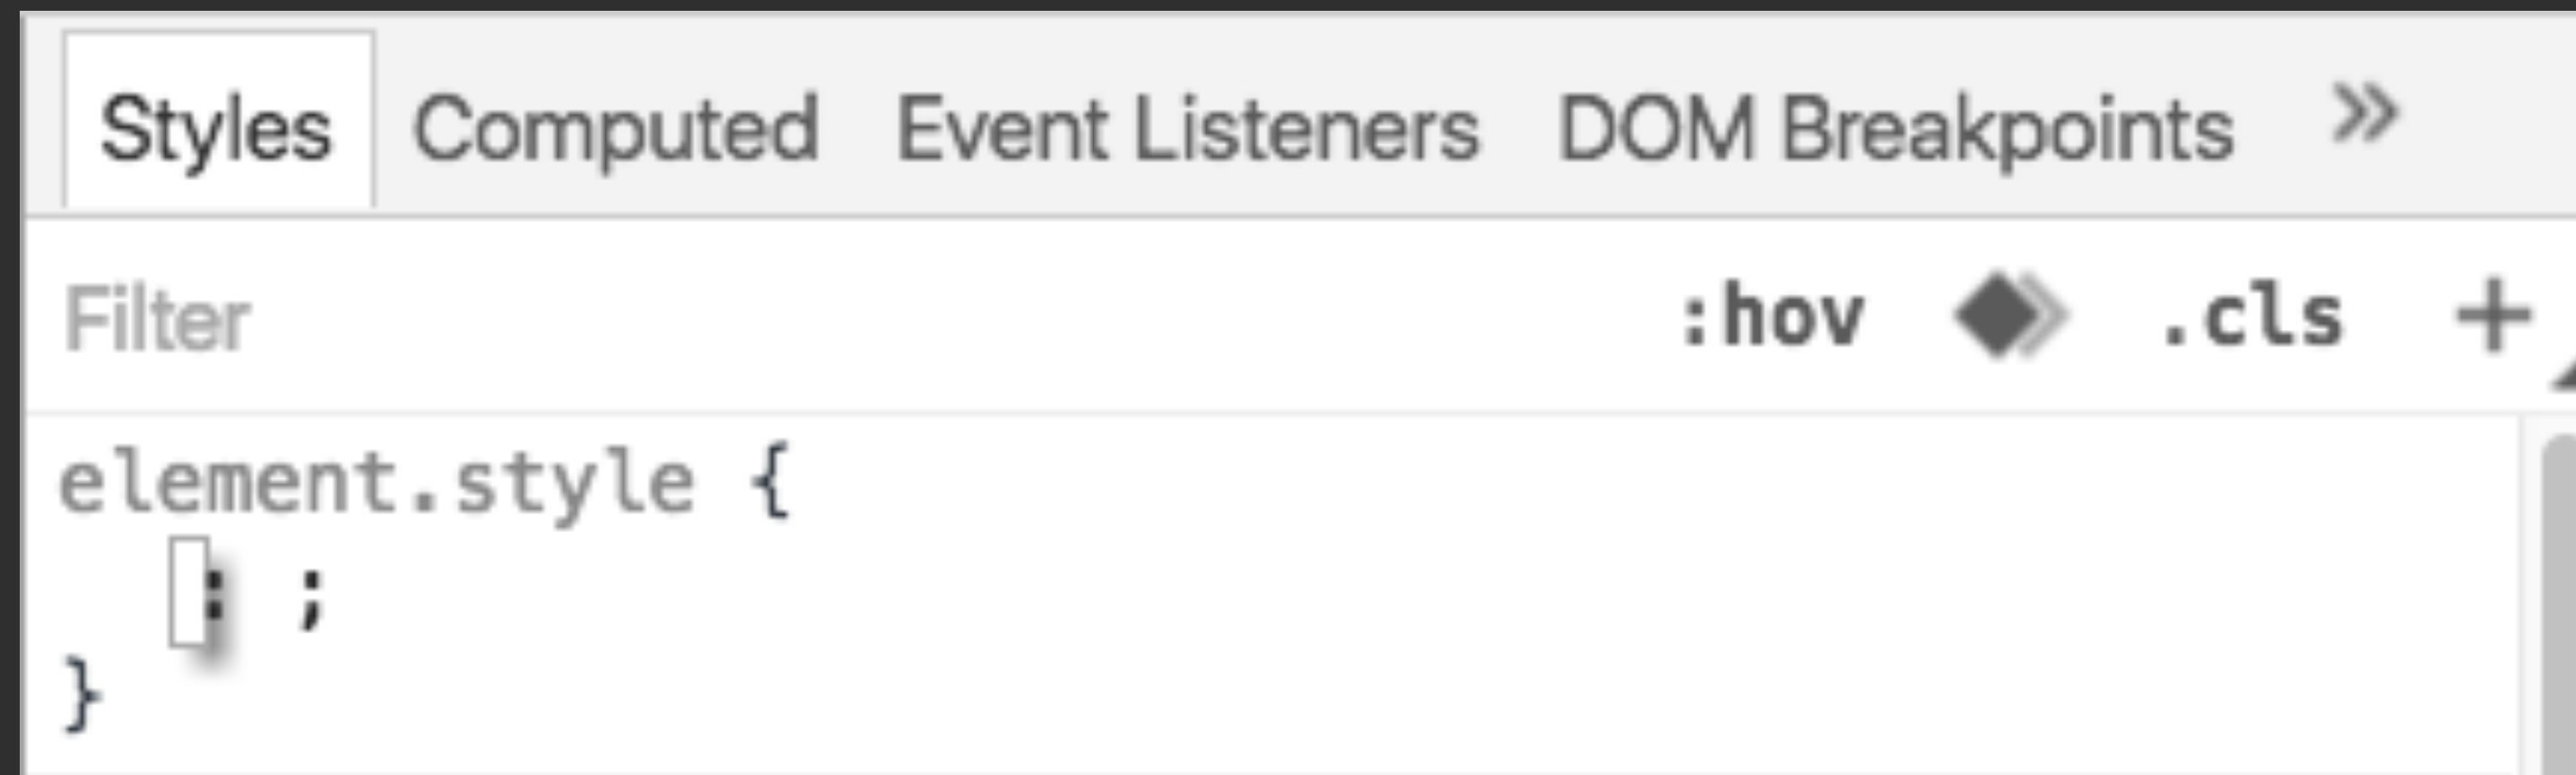 Styles Computed Event Listeners DOM Breakpoints »
Filter :hov .cls +
element.style {
: ;
}